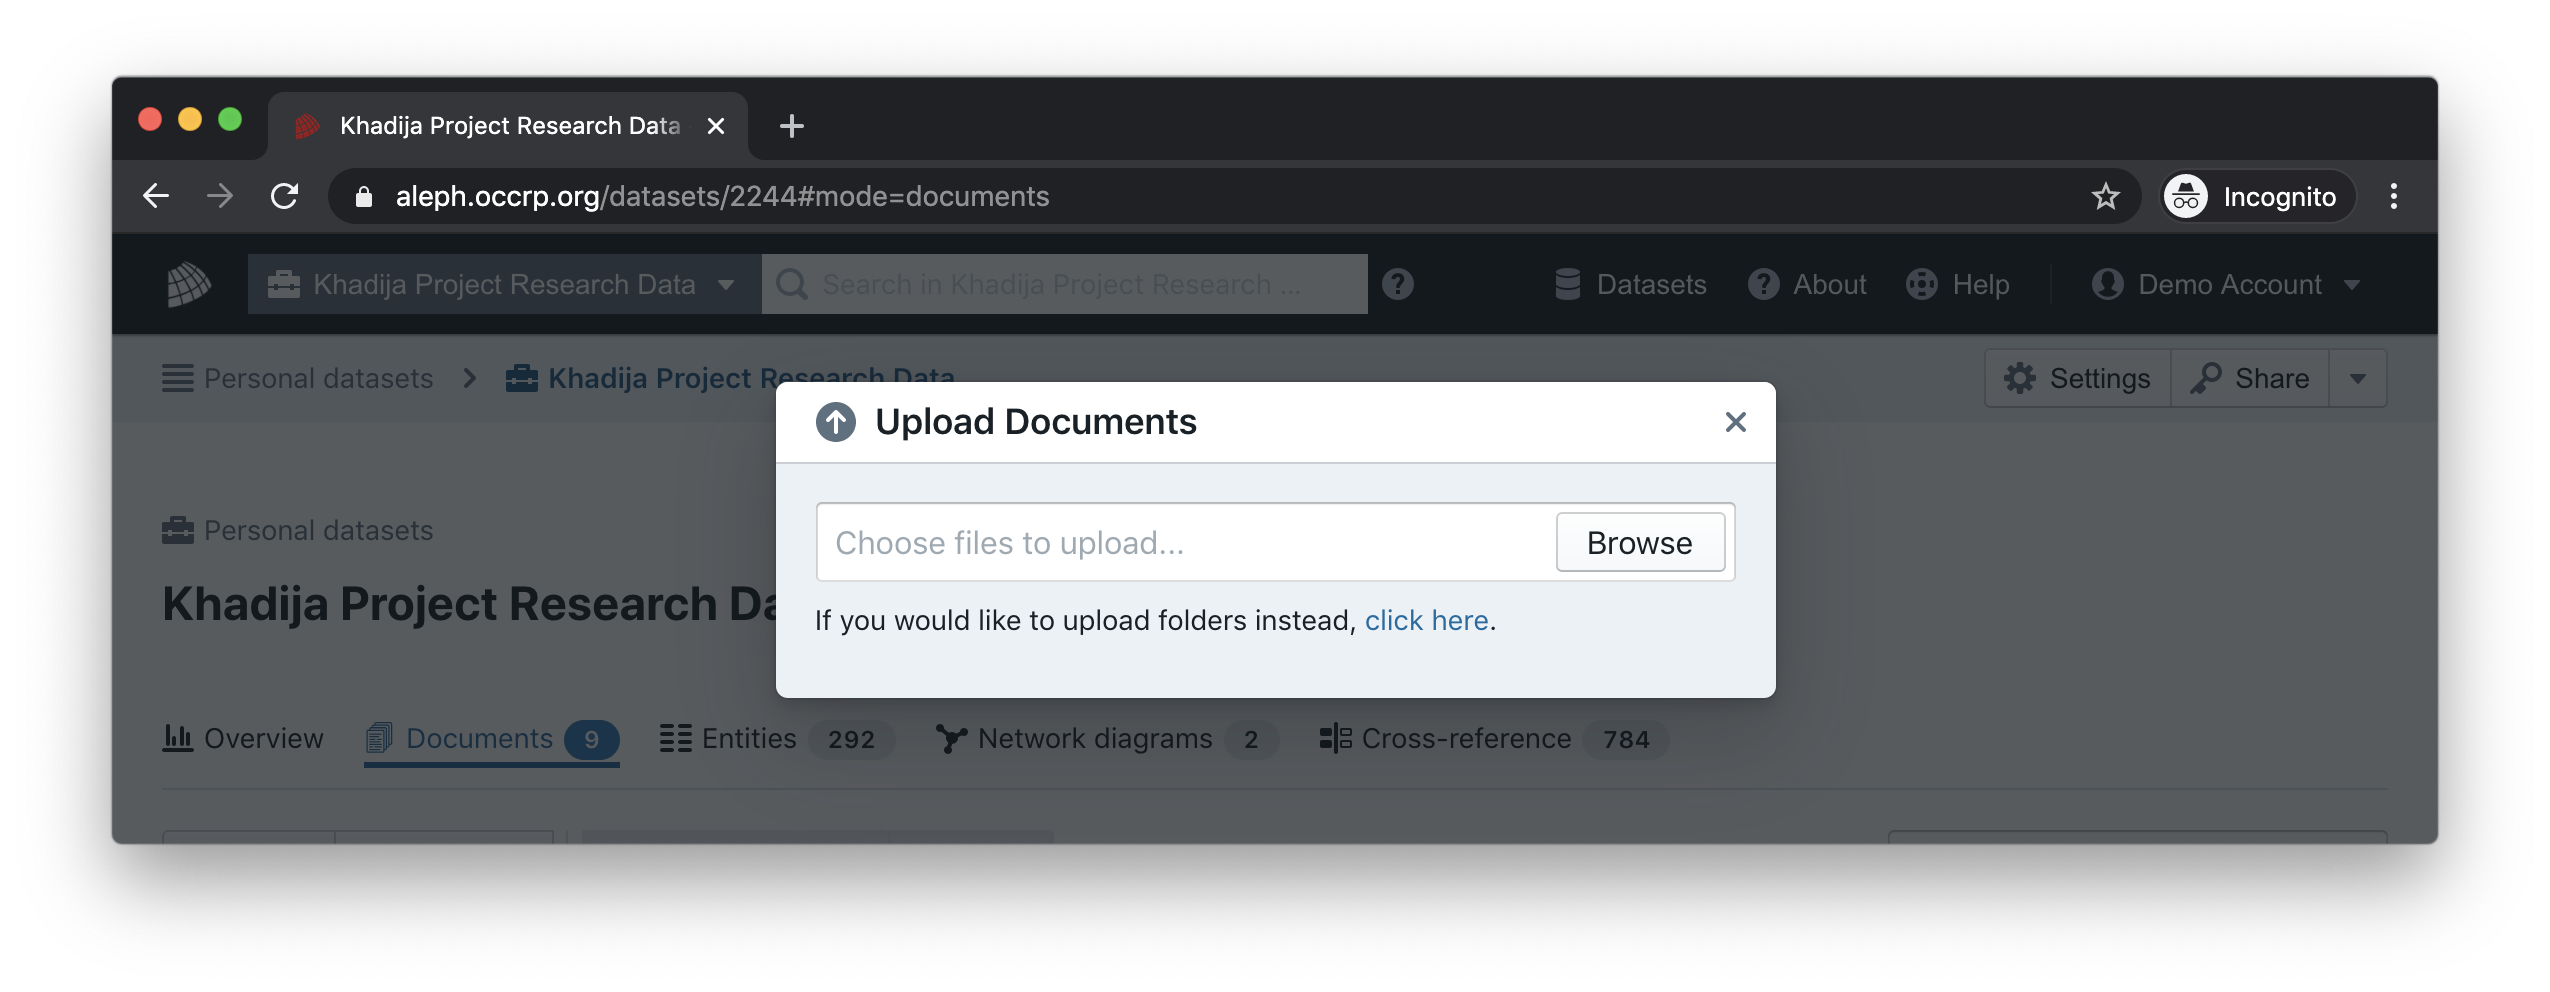 Khadija Project Research Data
aleph.occrp.org/datasets/2244#mode=documents
Incognito
Khadija Project Research Data
Search in Khadija Project Research ...
Datasets
About
Help
Demo Account
Personal datasets
Khadija Project Research Data
Settings
Share
Upload Documents
Choose files to upload...
Browse
If you would like to upload folders instead, click here.
Personal datasets
Khadija Project Research Da
Overview
Documents 9
Entities 292
Network diagrams 2
Cross-reference 784